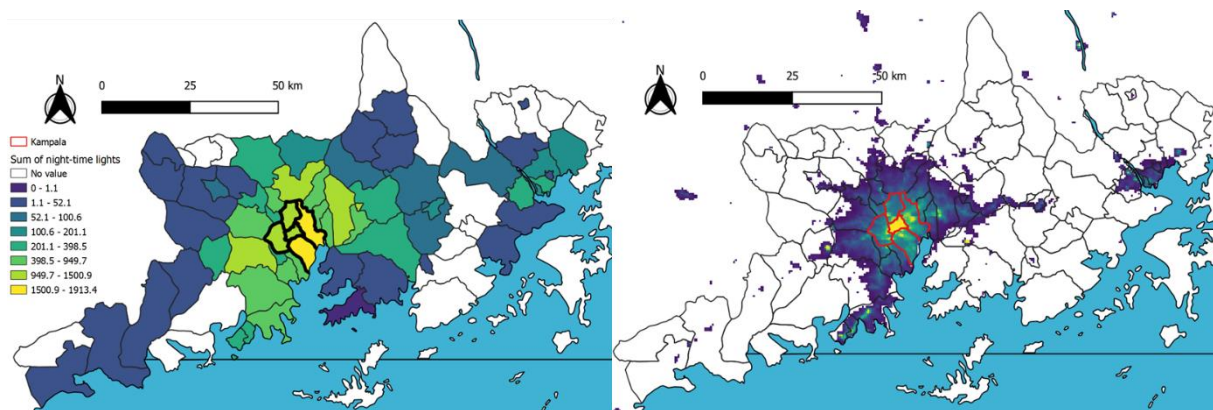 N
0 25 50 km
Kampala
Sum of night-time lights
No value
0 - 1.1
1.1 - 52.1
52.1 - 100.6
100.6 - 201.1
201.1 - 398.5
398.5 - 949.7
949.7 - 1500.9
1500.9 - 1913.4
N
0 25 50 km